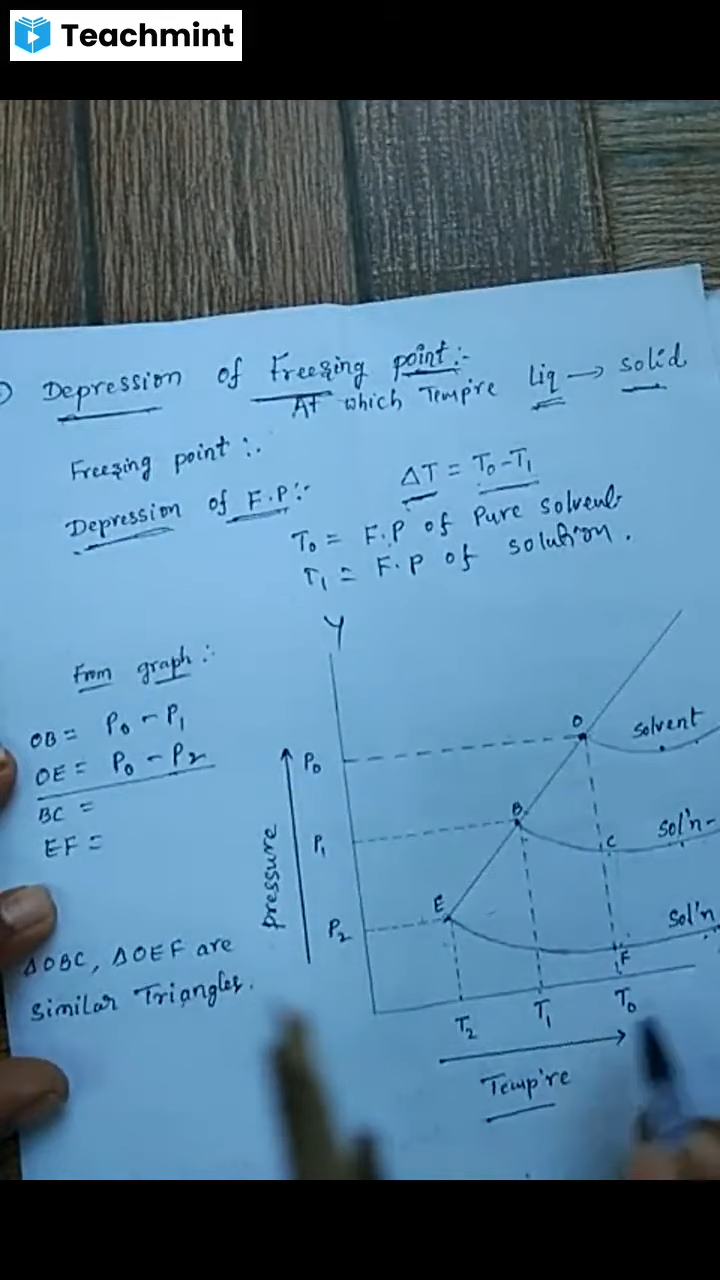 Teachmint
Depression of Freezing point :-
At which Temp're Liq → solid
Freezing point :.
Depression of F.P :-
ΔT = T₀-T₁
T₀ = F.P of Pure solvent
T₁ = F.P of solution.
From graph :.
OB = P₀ - P₁
OE = P₀ - P₂
BC =
EF =
ΔOBC, ΔOEF are
similar Triangles.
Y
O
solvent
P₀
B
C
sol'n-
P₁
E
sol'n
P₂
F
pressure
T₂ T₁ T₀
Temp're